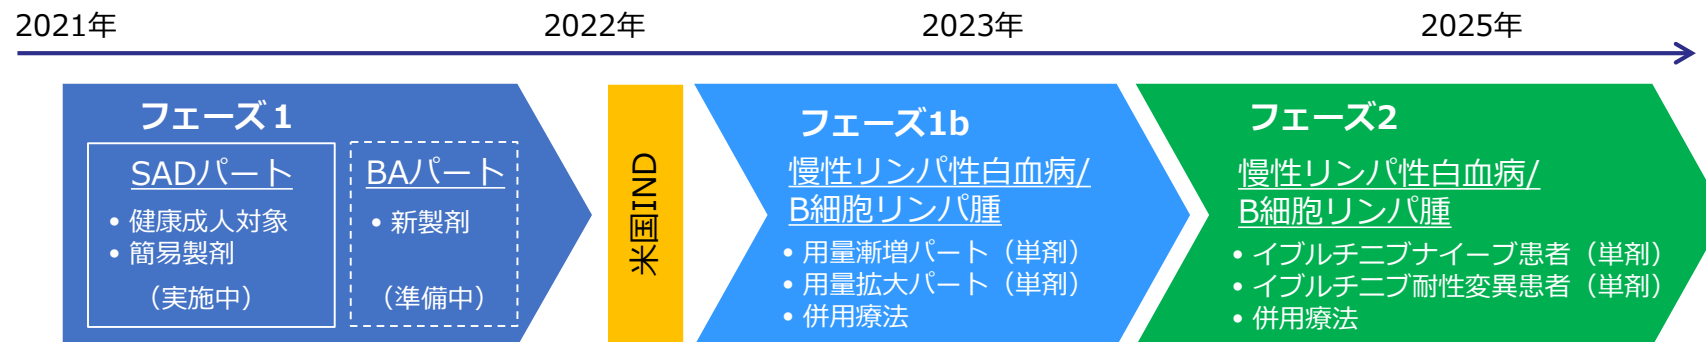 2021年
2022年
2023年
2025年
フェーズ1
SADパート
• 健康成人対象
• 簡易製剤
（実施中）
BAパート
• 新製剤
（準備中）
米国IND
フェーズ1b
慢性リンパ性白血病/
B細胞リンパ腫
• 用量漸増パート（単剤）
• 用量拡大パート（単剤）
• 併用療法
フェーズ2
慢性リンパ性白血病/
B細胞リンパ腫
• イブルチニブナイーブ患者（単剤）
• イブルチニブ耐性変異患者（単剤）
• 併用療法